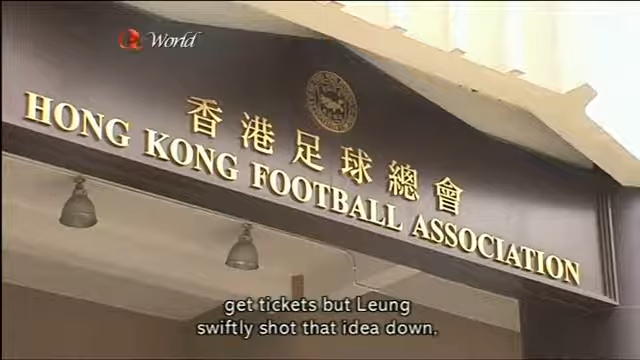 World
香港足球總會
HONG KONG FOOTBALL ASSOCIATION
get tickets but Leung
swiftly shot that idea down.